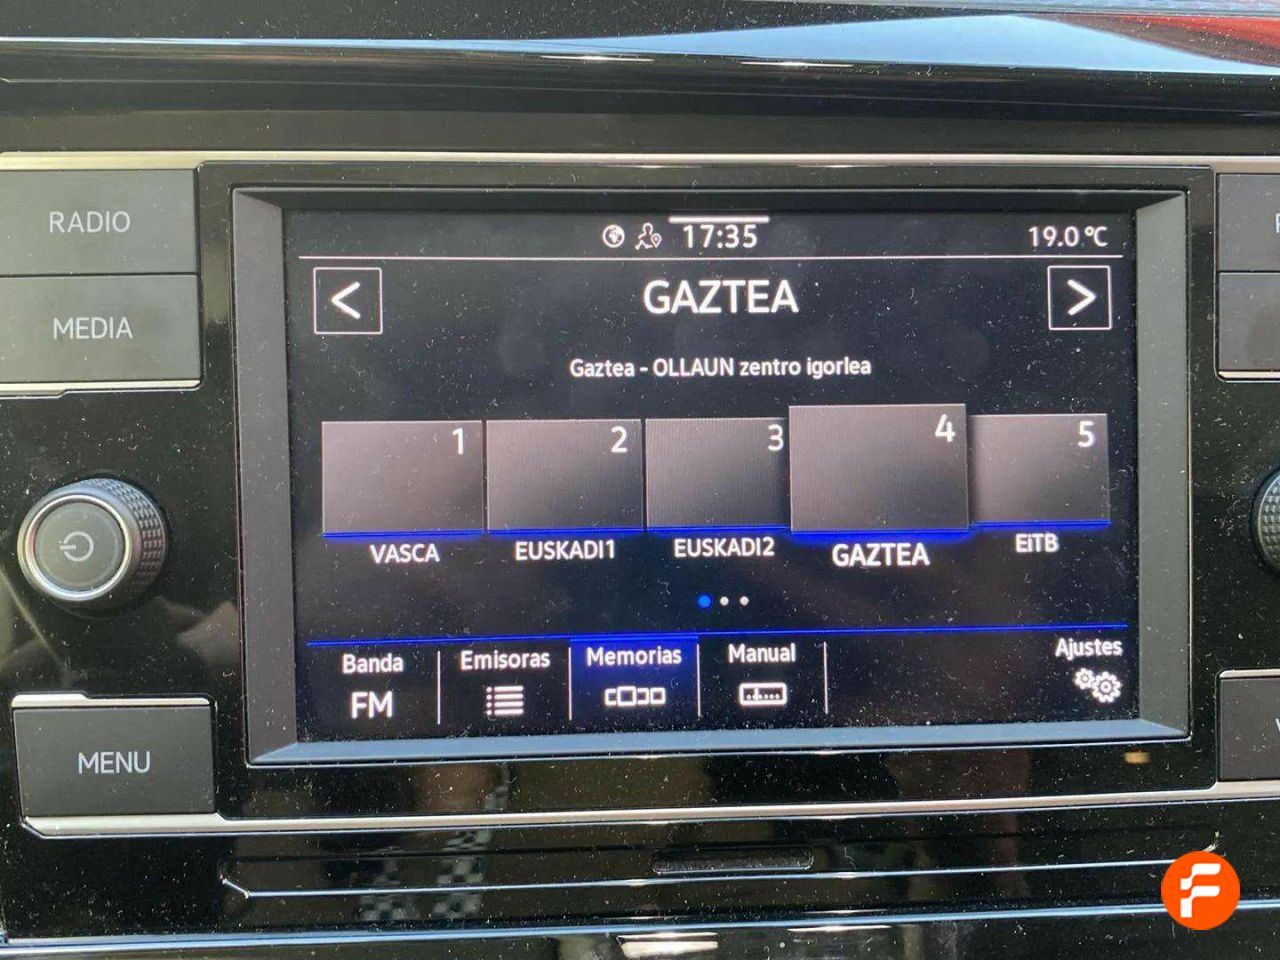 RADIO
MEDIA
MENU
17:35
19.0 °C
<
GAZTEA
>
Gaztea - OLLAUN zentro igorlea
1
2
3
4
5
VASCA
EUSKADI1
EUSKADI2
GAZTEA
EiTB
Banda
FM
Emisoras
Memorias
Manual
Ajustes